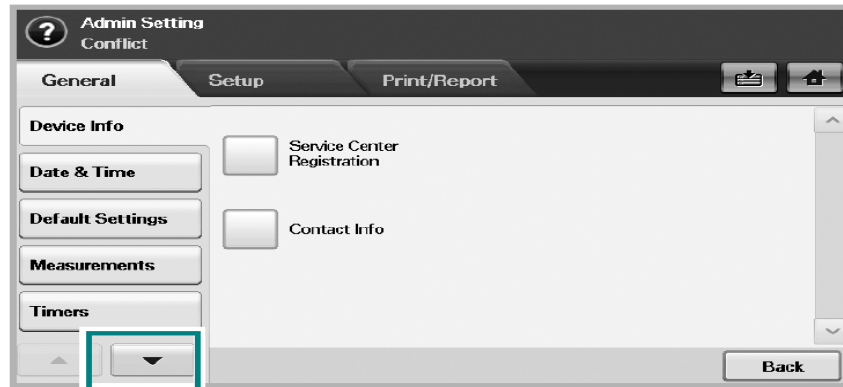 ?
Admin Setting
Conflict
General
Setup
Print/Report
Device Info
Date & Time
Default Settings
Measurements
Timers
Service Center
Registration
Contact Info
Back